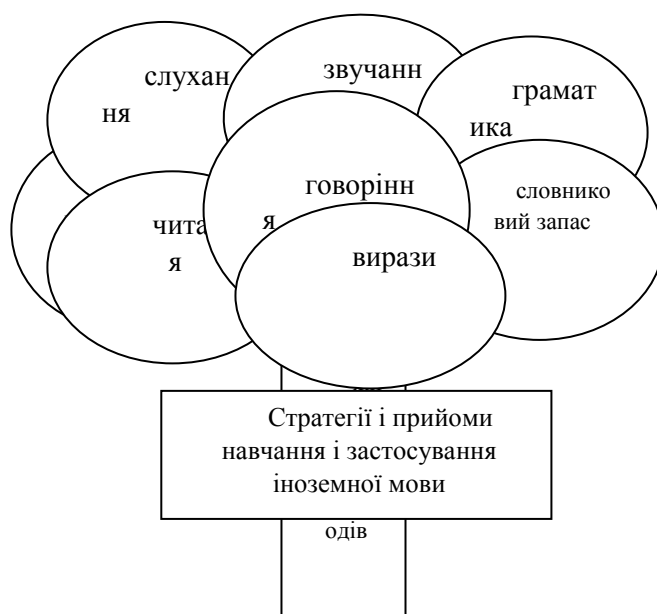 слухан
ня
звучанн
грамат
ика
говорінн
я
словнико
вий запас
чита
я
вирази
Стратегії і прийоми
навчання і застосування
іноземної мови
одів